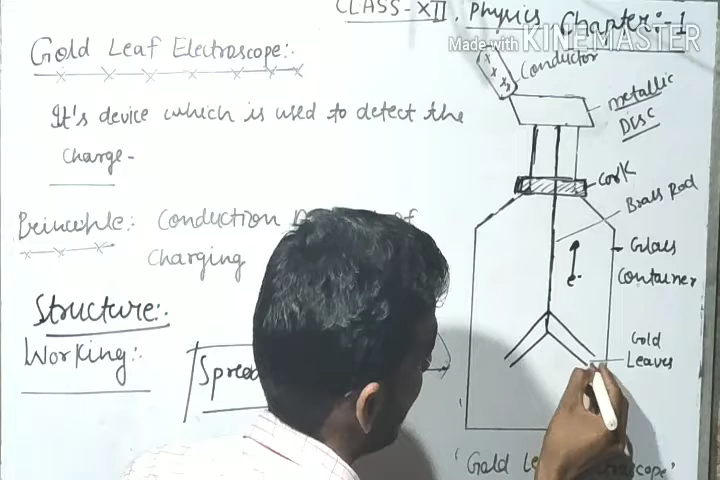 CLASS-XII, Physics Chapter:-1
Made with KINEMASTER
Gold Leaf Electroscope:-
It's device which is used to detect the
Charge-
Principle: Conduction of
Charging
Structure:-
Working:-
Spread
Conductor
metallic
Disc
Cork
Brass Rod
Glass
Container
e-
Gold
Leaves
'Gold Le scope'